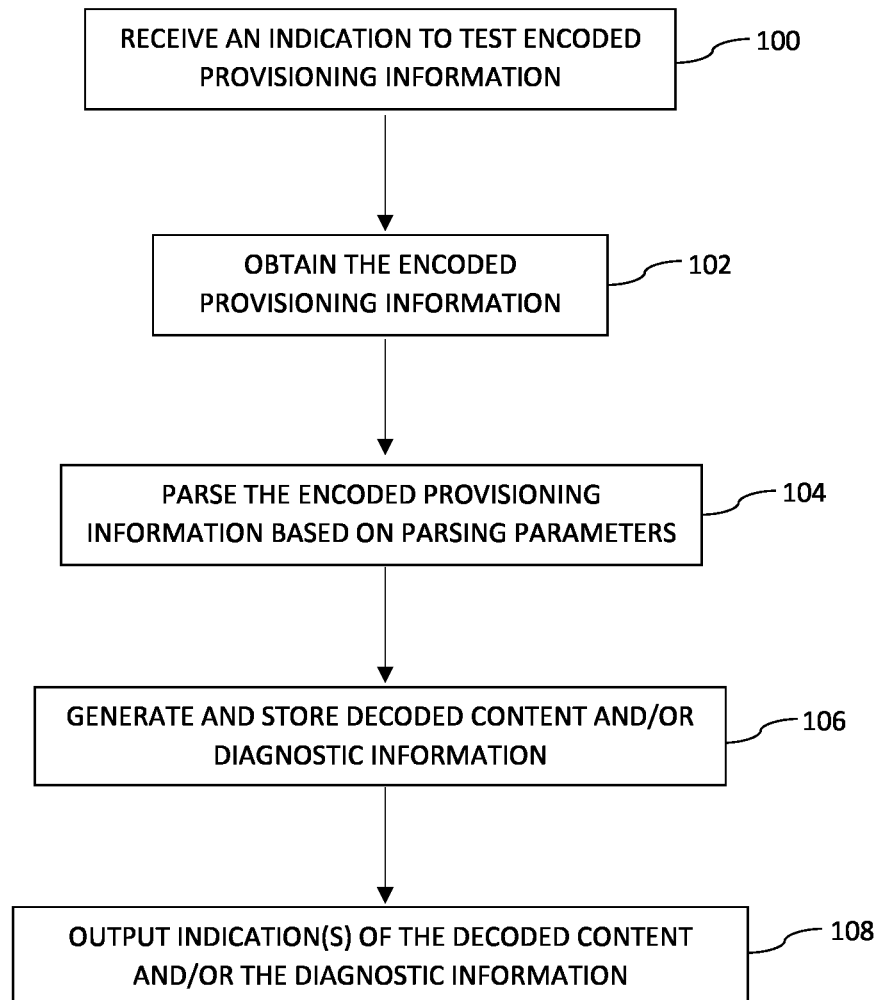 RECEIVE AN INDICATION TO TEST ENCODED
PROVISIONING INFORMATION
100
OBTAIN THE ENCODED
PROVISIONING INFORMATION
102
PARSE THE ENCODED PROVISIONING
INFORMATION BASED ON PARSING PARAMETERS
104
GENERATE AND STORE DECODED CONTENT AND/OR
DIAGNOSTIC INFORMATION
106
OUTPUT INDICATION(S) OF THE DECODED CONTENT
AND/OR THE DIAGNOSTIC INFORMATION
108